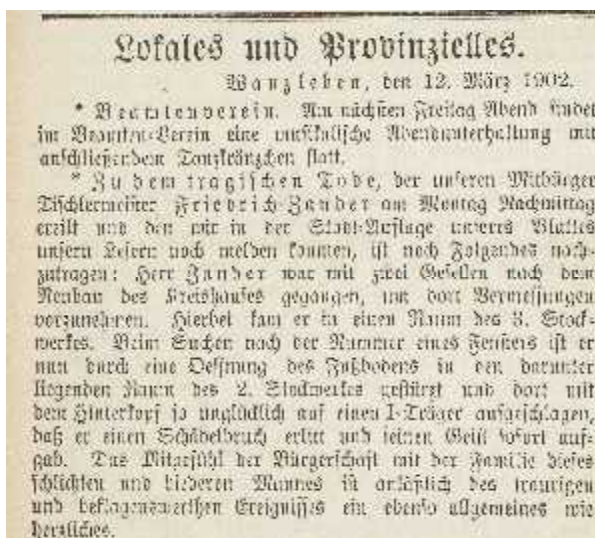 Lokales und Provinzielles.
Wanzleben, den 12. März 1902.
* Beamtenverein. Am nächsten Freitag Abend findet
im Beamten-Verein eine musikalische Abendunterhaltung mit
anschließendem Tanzkränzchen statt.
* Zu dem tragischen Tode, der unseren Mitbürger
Tischlermeister Friedrich Zander am Montag Nachmittag
ereilt und den wir in der Stadt-Auflage unseres Blattes
unsern Lesern noch melden konnten, ist noch Folgendes nach-
zutragen: Herr Zander war mit zwei Gesellen nach dem
Neubau des Kreishauses gegangen, um dort Vermessungen
vorzunehmen. Hierbei kam er in einen Raum des 3. Stock-
werkes. Beim Suchen nach der Nummer eines Fensters ist er
nun durch eine Oeffnung des Fußbodens in den darunter
liegenden Raum des 2. Stockwerkes gestürzt und dort mit
dem Hinterkopf so unglücklich auf einen I-Träger aufgeschlagen,
daß er einen Schädelbruch erlitt und seinen Geist sofort auf-
gab. Das Mitgefühl der Bürgerschaft mit der Familie dieses
schlichten und biederen Mannes ist anläßlich des traurigen
und beklagenswerthen Ereignisses ein ebenso allgemeines wie
herzliches.